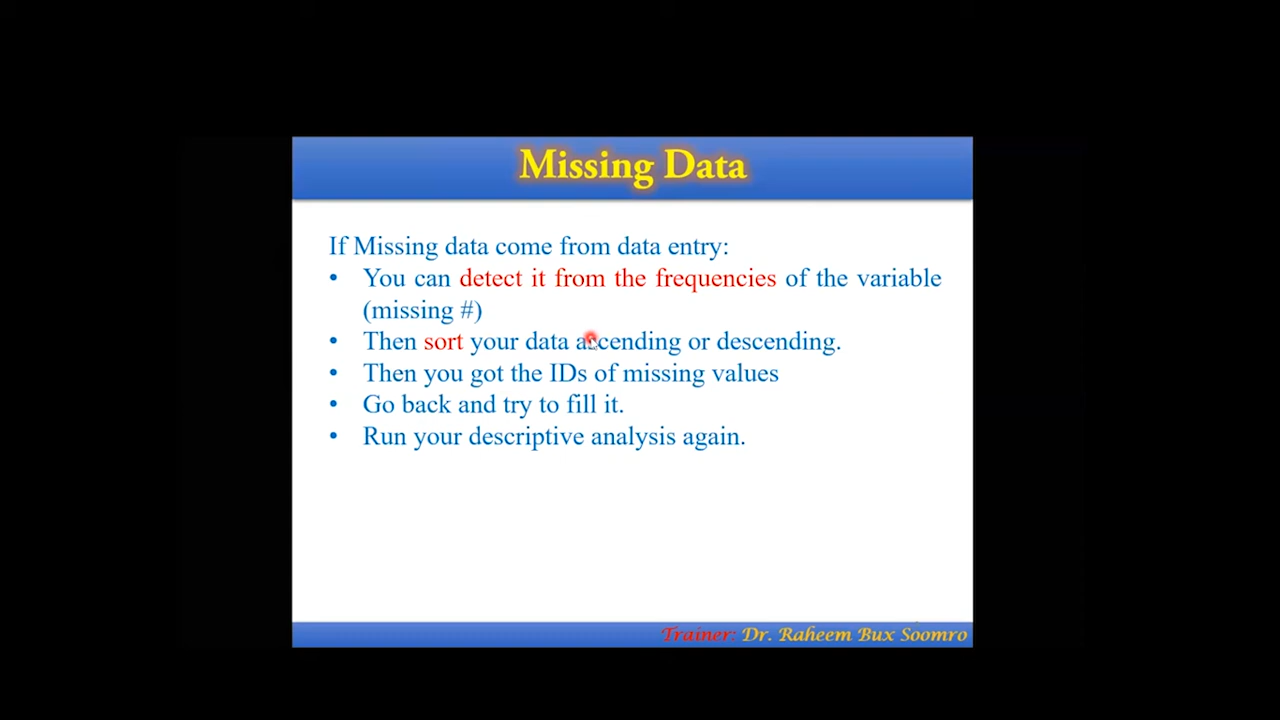 Missing Data
If Missing data come from data entry:
• You can detect it from the frequencies of the variable
(missing #)
• Then sort your data ascending or descending.
• Then you got the IDs of missing values
• Go back and try to fill it.
• Run your descriptive analysis again.
Trainer: Dr. Raheem Bux Soomro